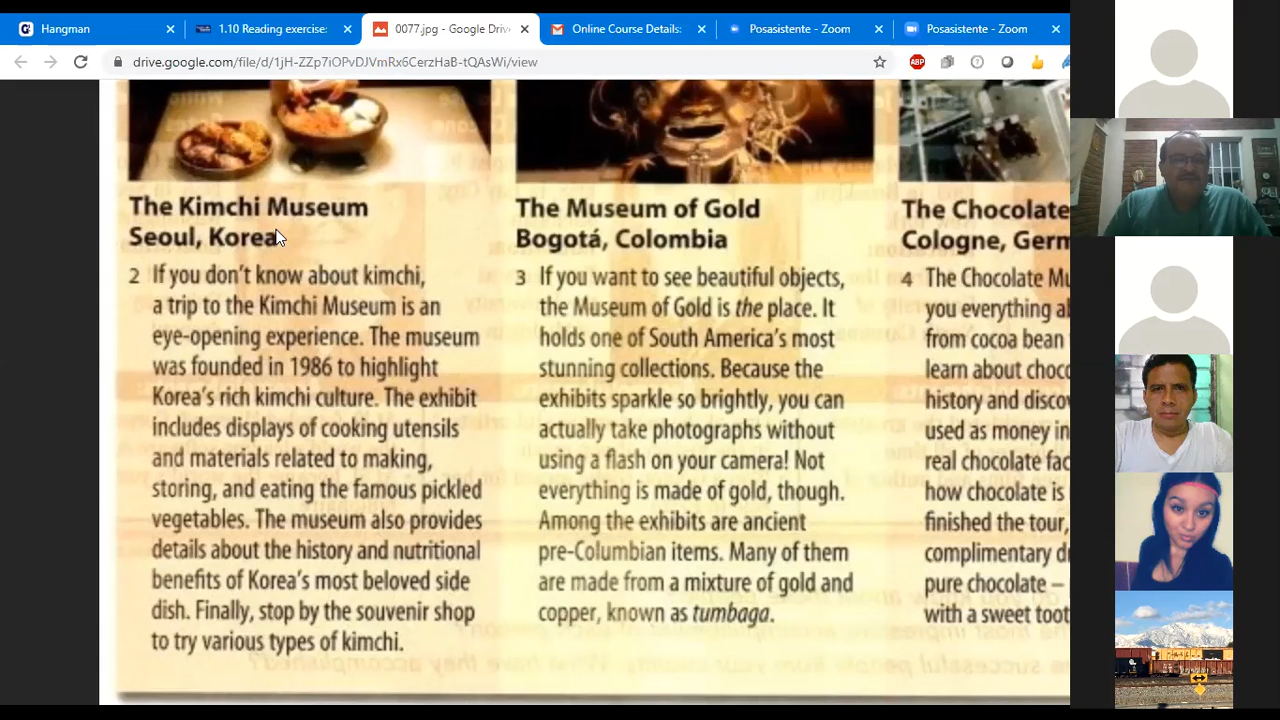 Hangman
1.10 Reading exercise:
0077.jpg - Google Driv
Online Course Details:
Posasistente - Zoom
Posasistente - Zoom
drive.google.com/file/d/1jH-ZZp7iOPvDJVmRx6CerzHaB-tQAsWi/view
ABP
The Kimchi Museum
Seoul, Korea
2 If you don't know about kimchi,
a trip to the Kimchi Museum is an
eye-opening experience. The museum
was founded in 1986 to highlight
Korea's rich kimchi culture. The exhibit
includes displays of cooking utensils
and materials related to making,
storing, and eating the famous pickled
vegetables. The museum also provides
details about the history and nutritional
benefits of Korea's most beloved side
dish. Finally, stop by the souvenir shop
to try various types of kimchi.
The Museum of Gold
Bogotá, Colombia
3 If you want to see beautiful objects,
the Museum of Gold is the place. It
holds one of South America's most
stunning collections. Because the
exhibits sparkle so brightly, you can
actually take photographs without
using a flash on your camera! Not
everything is made of gold, though.
Among the exhibits are ancient
pre-Columbian items. Many of them
are made from a mixture of gold and
copper, known as tumbaga.
The Chocolate
Cologne, Germ
4 The Chocolate Mu
you everything a
from cocoa bean
learn about choc
history and disco
used as money in
real chocolate fac
how chocolate is
finished the tour,
complimentary d
pure chocolate –
with a sweet toot